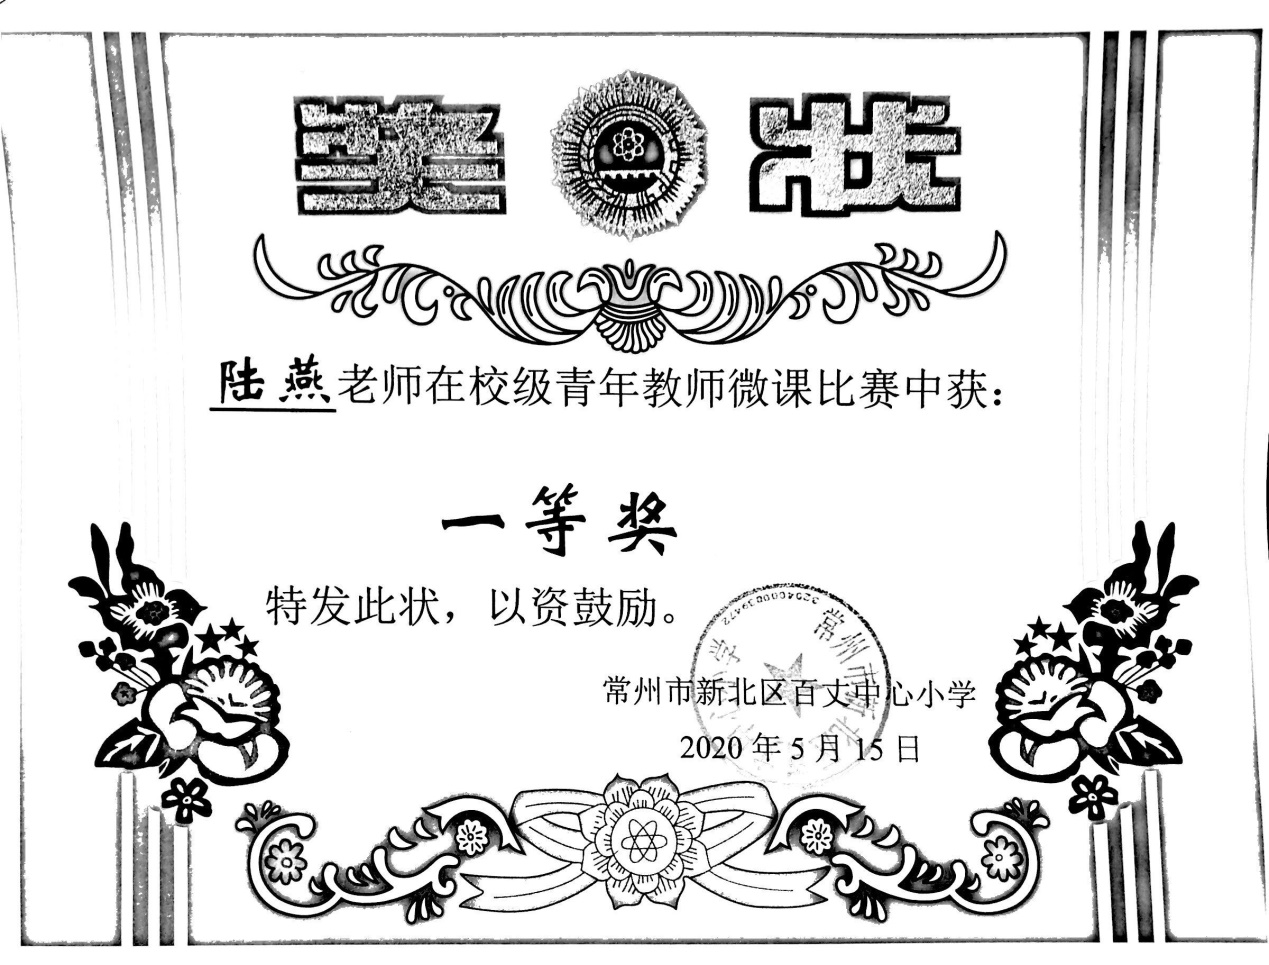 奖 状
陆燕老师在校级青年教师微课比赛中获：
一等奖
特发此状，以资鼓励。
常州市新北区百丈中心小学
2020年5月15日